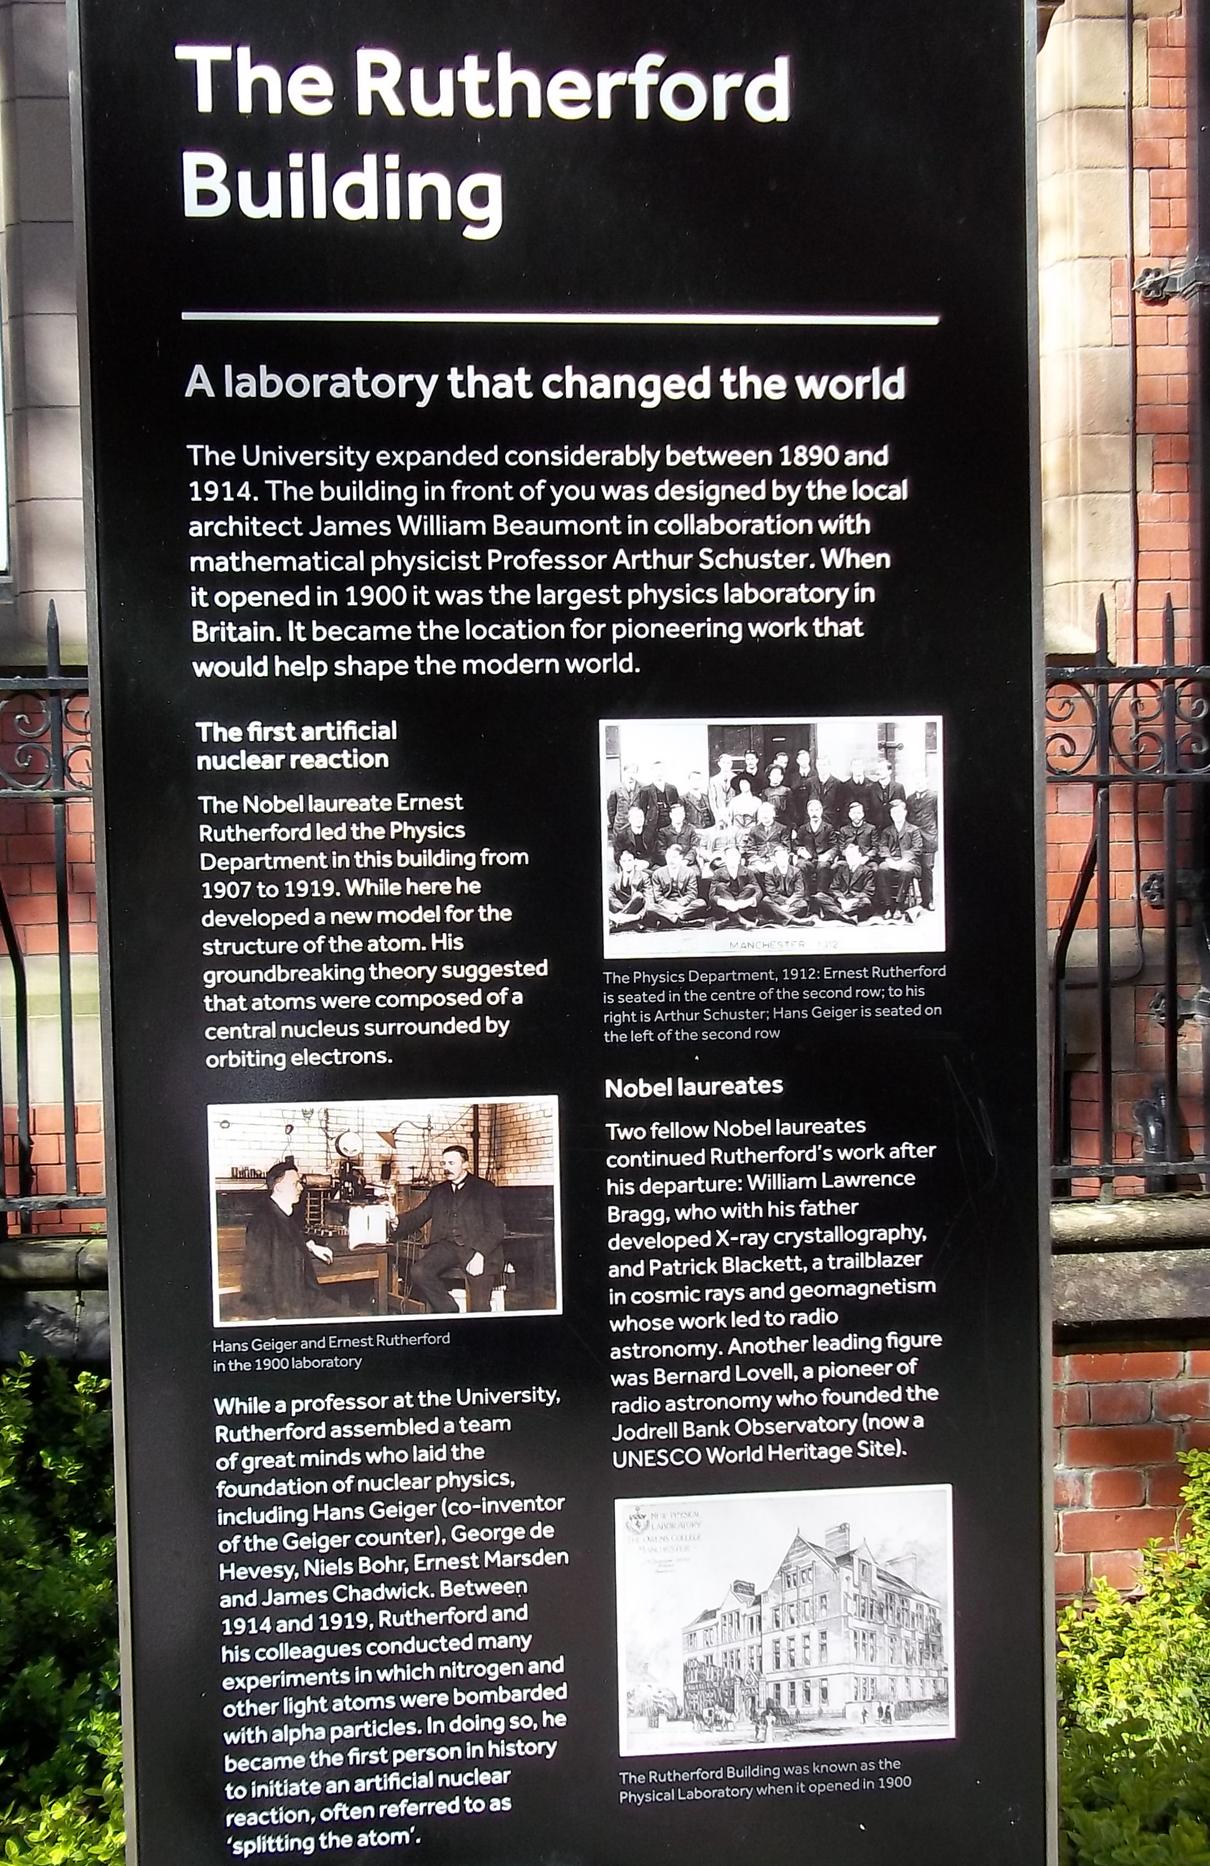 The Rutherford
Building
A laboratory that changed the world
The University expanded considerably between 1890 and
1914. The building in front of you was designed by the local
architect James William Beaumont in collaboration with
mathematical physicist Professor Arthur Schuster. When
it opened in 1900 it was the largest physics laboratory in
Britain. It became the location for pioneering work that
would help shape the modern world.
The first artificial
nuclear reaction
The Nobel laureate Ernest
Rutherford led the Physics
Department in this building from
1907 to 1919. While here he
developed a new model for the
structure of the atom. His
groundbreaking theory suggested
that atoms were composed of a
central nucleus surrounded by
orbiting electrons.
Hans Geiger and Ernest Rutherford
in the 1900 laboratory
While a professor at the University,
Rutherford assembled a team
of great minds who laid the
foundation of nuclear physics,
including Hans Geiger (co-inventor
of the Geiger counter), George de
Hevesy, Niels Bohr, Ernest Marsden
and James Chadwick. Between
1914 and 1919, Rutherford and
his colleagues conducted many
experiments in which nitrogen and
other light atoms were bombarded
with alpha particles. In doing so, he
became the first person in history
to initiate an artificial nuclear
reaction, often referred to as
‘splitting the atom’.
MANCHESTER 1912
The Physics Department, 1912: Ernest Rutherford
is seated in the centre of the second row; to his
right is Arthur Schuster; Hans Geiger is seated on
the left of the second row
Nobel laureates
Two fellow Nobel laureates
continued Rutherford’s work after
his departure: William Lawrence
Bragg, who with his father
developed X-ray crystallography,
and Patrick Blackett, a trailblazer
in cosmic rays and geomagnetism
whose work led to radio
astronomy. Another leading figure
was Bernard Lovell, a pioneer of
radio astronomy who founded the
Jodrell Bank Observatory (now a
UNESCO World Heritage Site).
NEW PHYSICAL
LABORATORY
THE OWENS COLLEGE
MANCHESTER
The Rutherford Building was known as the
Physical Laboratory when it opened in 1900